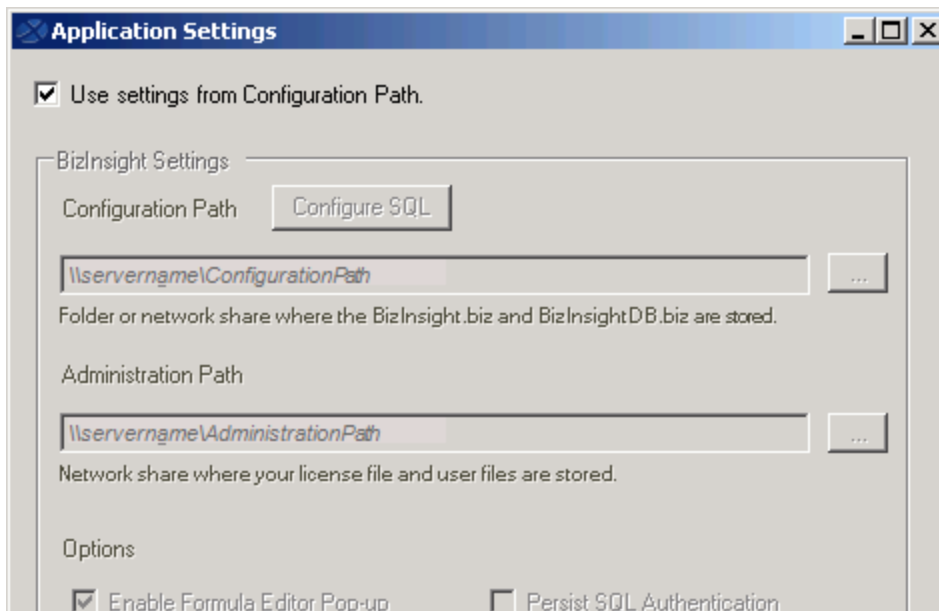 Application Settings
Use settings from Configuration Path.
BizInsight Settings
Configuration Path
Configure SQL
\\servername\ConfigurationPath
...
Folder or network share where the BizInsight.biz and BizInsightDB.biz are stored.
Administration Path
\\servername\AdministrationPath
...
Network share where your license file and user files are stored.
Options
Enable Formula Editor Pop-up
Persist SQL Authentication